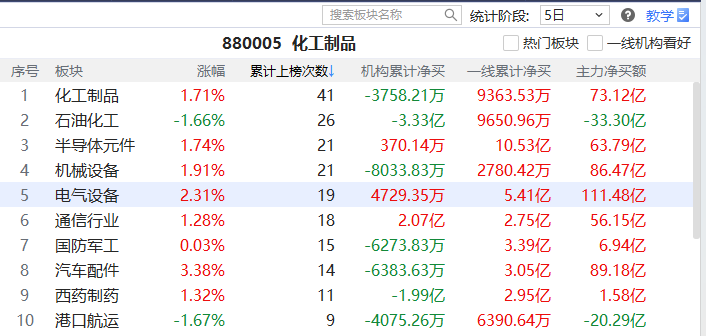 搜索板块名称 统计阶段: 5日 ? 教学
880005 化工制品 热门板块 一线机构看好
序号 板块 涨幅 累计上榜次数↓ 机构累计净买 一线累计净买 主力净买额
1 化工制品 1.71% 41 -3758.21万 9363.53万 73.12亿
2 石油化工 -1.66% 26 -3.33亿 9650.96万 -33.30亿
3 半导体元件 1.74% 21 370.14万 10.53亿 63.79亿
4 机械设备 1.91% 21 -8033.83万 2780.42万 86.47亿
5 电气设备 2.31% 19 4729.35万 5.41亿 111.48亿
6 通信行业 1.28% 18 2.07亿 2.75亿 56.15亿
7 国防军工 0.03% 15 -6273.83万 3.39亿 6.94亿
8 汽车配件 3.38% 14 -6383.63万 3.05亿 89.18亿
9 西药制药 1.32% 11 -1.99亿 2.95亿 1.58亿
10 港口航运 -1.67% 9 -4075.26万 6390.64万 -20.29亿